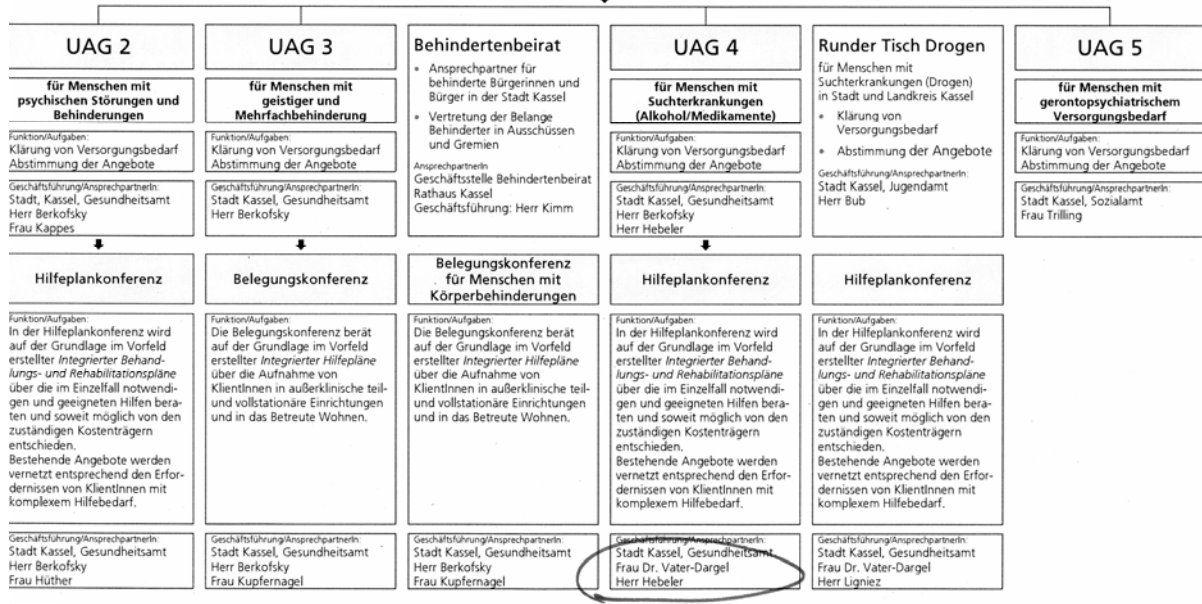 UAG 2
für Menschen mit
psychischen Störungen und
Behinderungen
Funktion/Aufgaben:
Klärung von Versorgungsbedarf
Abstimmung der Angebote
Geschäftsführung/AnsprechpartnerIn:
Stadt, Kassel, Gesundheitsamt
Herr Berkofsky
Frau Kappes
Hilfeplankonferenz
Funktion/Aufgaben:
In der Hilfeplankonferenz wird
auf der Grundlage im Vorfeld
erstellter Integrierter Behand-
lungs- und Rehabilitationspläne
über die im Einzelfall notwendi-
gen und geeigneten Hilfen bera-
ten und soweit möglich von den
zuständigen Kostenträgern
entschieden.
Bestehende Angebote werden
vernetzt entsprechend den Erfor-
dernissen von KlientInnen mit
komplexem Hilfebedarf.
Geschäftsführung/AnsprechpartnerIn:
Stadt Kassel, Gesundheitsamt
Herr Berkofsky
Frau Hüther
UAG 3
für Menschen mit
geistiger und
Mehrfachbehinderung
Funktion/Aufgaben:
Klärung von Versorgungsbedarf
Abstimmung der Angebote
Geschäftsführung/AnsprechpartnerIn:
Stadt Kassel, Gesundheitsamt
Herr Berkofsky
Belegungskonferenz
Funktion/Aufgaben:
Die Belegungskonferenz berät
auf der Grundlage im Vorfeld
erstellter Integrierter Hilfepläne
über die Aufnahme von
KlientInnen in außerklinische teil-
und vollstationäre Einrichtungen
und in das Betreute Wohnen.
Geschäftsführung/AnsprechpartnerIn:
Stadt Kassel, Gesundheitsamt
Herr Berkofsky
Frau Kupfernagel
Behindertenbeirat
• Ansprechpartner für
behinderte Bürgerinnen und
Bürger in der Stadt Kassel
• Vertretung der Belange
Behinderter in Ausschüssen
und Gremien
AnsprechpartnerIn
Geschäftsstelle Behindertenbeirat
Rathaus Kassel
Geschäftsführung: Herr Kimm
Belegungskonferenz
für Menschen mit
Körperbehinderungen
Funktion/Aufgaben:
Die Belegungskonferenz berät
auf der Grundlage im Vorfeld
erstellter Integrierter Hilfepläne
über die Aufnahme von
KlientInnen in außerklinische teil-
und vollstationäre Einrichtungen
und in das Betreute Wohnen.
Geschäftsführung/AnsprechpartnerIn:
Stadt Kassel, Gesundheitsamt
Herr Berkofsky
Frau Kupfernagel
UAG 4
für Menschen mit
Suchterkrankungen
(Alkohol/Medikamente)
Funktion/Aufgaben:
Klärung von Versorgungsbedarf
Abstimmung der Angebote
Geschäftsführung/AnsprechpartnerIn:
Stadt Kassel, Gesundheitsamt
Herr Berkofsky
Herr Hebeler
Hilfeplankonferenz
Funktion/Aufgaben:
In der Hilfeplankonferenz wird
auf der Grundlage im Vorfeld
erstellter Integrierter Behand-
lungs- und Rehabilitationspläne
über die im Einzelfall notwendi-
gen und geeigneten Hilfen bera-
ten und soweit möglich von den
zuständigen Kostenträgern
entschieden.
Bestehende Angebote werden
vernetzt entsprechend den Erfor-
dernissen von KlientInnen mit
komplexem Hilfebedarf.
Geschäftsführung/AnsprechpartnerIn:
Stadt Kassel, Gesundheitsamt
Frau Dr. Vater-Dargel
Herr Hebeler
Runder Tisch Drogen
für Menschen mit
Suchterkrankungen (Drogen)
in Stadt und Landkreis Kassel
• Klärung von
Versorgungsbedarf
• Abstimmung der Angebote
Geschäftsführung/AnsprechpartnerIn:
Stadt Kassel, Jugendamt
Herr Bub
Hilfeplankonferenz
Funktion/Aufgaben:
In der Hilfeplankonferenz wird
auf der Grundlage im Vorfeld
erstellter Integrierter Behand-
lungs- und Rehabilitationspläne
über die im Einzelfall notwendi-
gen und geeigneten Hilfen bera-
ten und soweit möglich von den
zuständigen Kostenträgern
entschieden.
Bestehende Angebote werden
vernetzt entsprechend den Erfor-
dernissen von KlientInnen mit
komplexem Hilfebedarf.
Geschäftsführung/AnsprechpartnerIn:
Stadt Kassel, Gesundheitsamt
Frau Dr. Vater-Dargel
Herr Ligniez
UAG 5
für Menschen mit
gerontopsychiatrischem
Versorgungsbedarf
Funktion/Aufgaben:
Klärung von Versorgungsbedarf
Abstimmung der Angebote
Geschäftsführung/AnsprechpartnerIn:
Stadt Kassel, Sozialamt
Frau Trilling